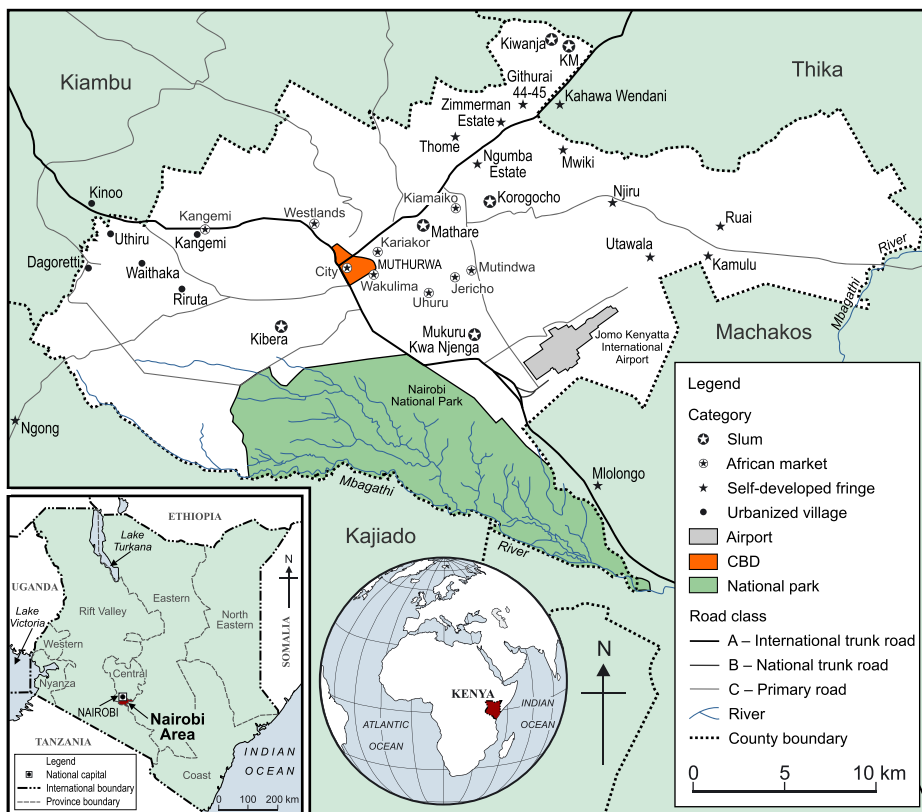 Kiambu
Thika
Kiwanja
KM
Githurai
44-45
Kahawa Wendani
Zimmerman
Estate
Thome
Ngumba
Estate
Mwiki
Kinoo
Kangemi
Westlands
Kiamaiko
Korogocho
Njiru
Ruai
Uthiru
Kangemi
Mathare
Kariakor
Utawala
Kamulu
River
Mbagathi
Dagoretti
Waithaka
City
MUTHURWA
Wakulima
Mutindwa
Jericho
Uhuru
Riruta
Kibera
Mukuru
Kwa Njenga
Jomo Kenyatta
International
Airport
Machakos
Nairobi
National Park
Ngong
Mbagathi
River
Mlolongo
Kajiado
Legend
Category
Slum
African market
Self-developed fringe
Urbanized village
Airport
CBD
National park
Road class
A – International trunk road
B – National trunk road
C – Primary road
River
County boundary
0 5 10 km
N
ETHIOPIA
Lake
Turkana
N
UGANDA
Lake
Victoria
Rift Valley
Eastern
North
Eastern
SOMALIA
Western
Nyanza
Central
NAIROBI
Nairobi
Area
TANZANIA
Coast
INDIAN
OCEAN
Legend
National capital
International boundary
Province boundary
0 200 km
KENYA
ATLANTIC
OCEAN
INDIAN
OCEAN